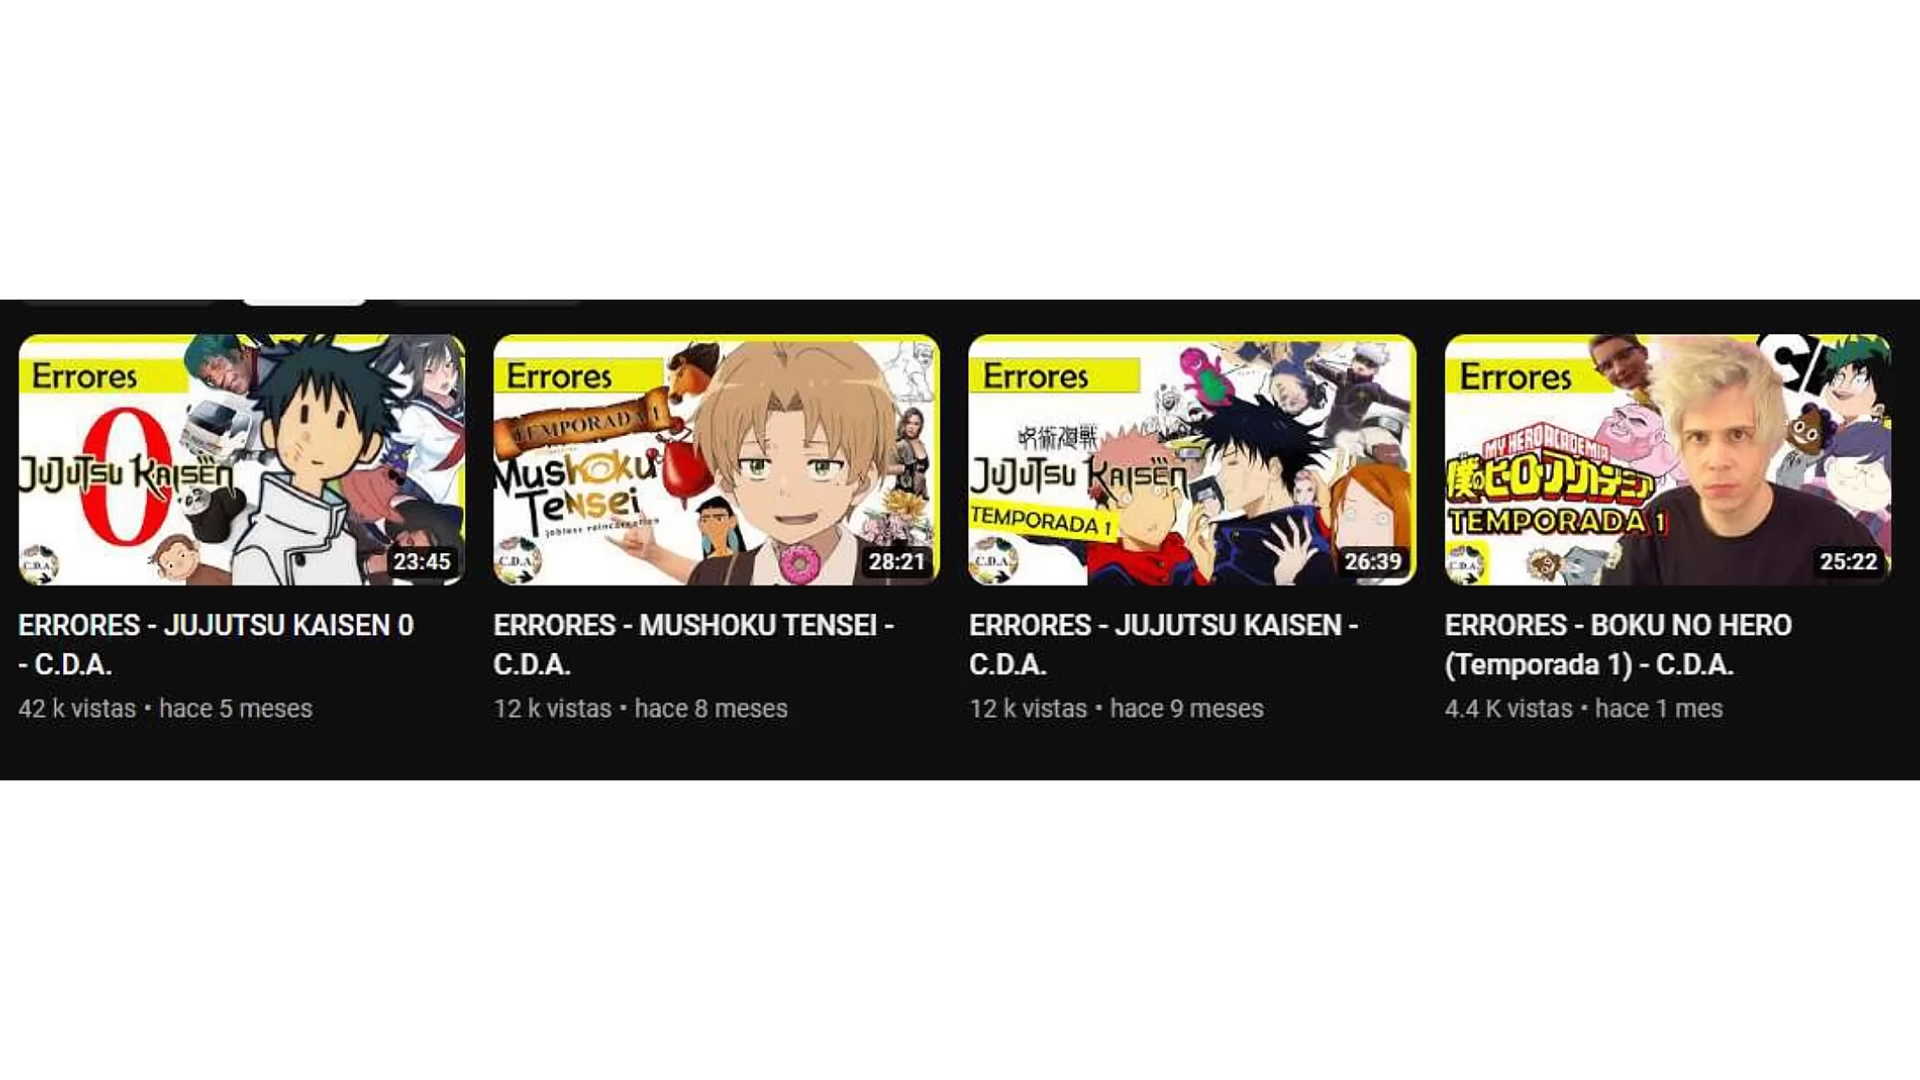 Errores
JUJUTSU KAISEN
0
C.D.A.
23:45
ERRORES - JUJUTSU KAISEN 0
- C.D.A.
42 k vistas • hace 5 meses
Errores
TEMPORADA 1
Mushoku
Tensei
jobless reincarnation
C.D.A.
28:21
ERRORES - MUSHOKU TENSEI -
C.D.A.
12 k vistas • hace 8 meses
Errores
呪術廻戦
JUJUTSU KAISEN
TEMPORADA 1
C.D.A.
26:39
ERRORES - JUJUTSU KAISEN -
C.D.A.
12 k vistas • hace 9 meses
Errores
C/
MY HERO ACADEMIA
僕のヒーローアカデミア
TEMPORADA 1
C.D.A.
25:22
ERRORES - BOKU NO HERO
(Temporada 1) - C.D.A.
4.4 K vistas • hace 1 mes